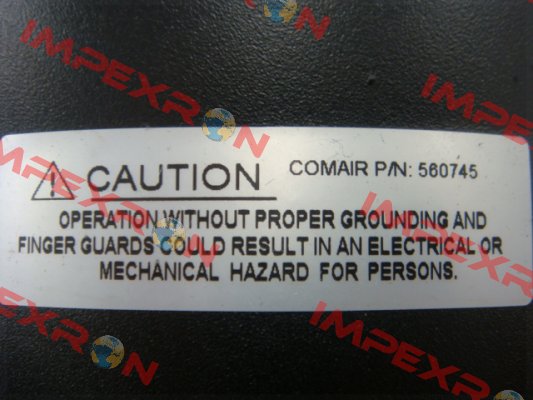 IMPEXRON
IMPEXRON
CAUTION COMAIR P/N: 560745
OPERATION WITHOUT PROPER GROUNDING AND
FINGER GUARDS COULD RESULT IN AN ELECTRICAL OR
MECHANICAL HAZARD FOR PERSONS.
IMPEXRON
IMPEXRON